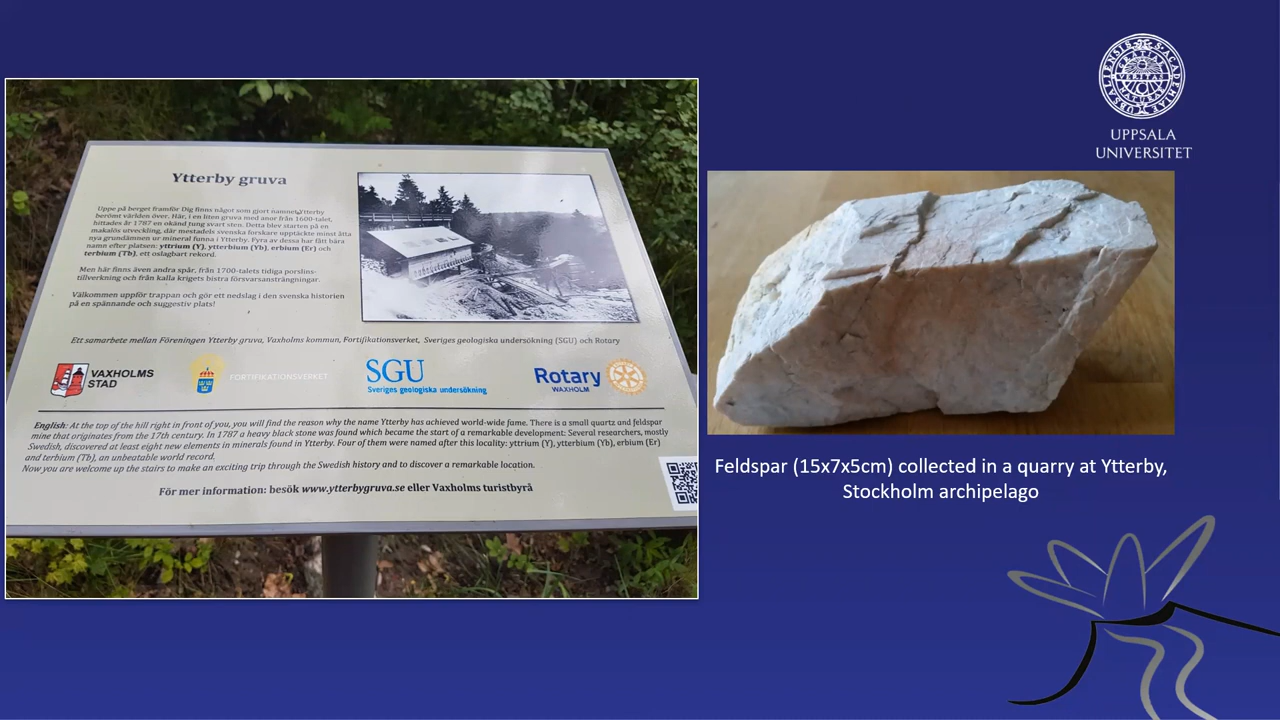 Ytterby gruva
Uppe på berget framför Dig finns något som gjort namnet Ytterby
berömt världen över. Här, i en liten gruva med anor från 1600-talet,
hittades år 1787 en okänd tung svart sten. Detta blev starten på en
makalös utveckling, där mestadels svenska forskare upptäckte minst åtta
nya grundämnen ur mineral funna i Ytterby. Fyra av dessa har fått bära
namn efter platsen: yttrium (Y), ytterbium (Yb), erbium (Er) och
terbium (Tb), ett oslagbart rekord.
Men här finns även andra spår, från 1700-talets tidiga porslins-
tillverkning och från kalla krigets bistra försvarsansträngningar.
Välkommen uppför trappan och gör ett nedslag i den svenska historien
på en spännande och suggestiv plats!
Ett samarbete mellan Föreningen Ytterby gruva, Vaxholms kommun, Fortifikationsverket, Sveriges geologiska undersökning (SGU) och Rotary
VAXHOLMS
STAD
FORTIFIKATIONSVERKET
SGU
Sveriges geologiska undersökning
Rotary
WAXHOLM
English: At the top of the hill right in front of you, you will find the reason why the name Ytterby has achieved world-wide fame. There is a small quartz and feldspar
mine that originates from the 17th century. In 1787 a heavy black stone was found which became the start of a remarkable development: Several researchers, mostly
Swedish, discovered at least eight new elements in minerals found in Ytterby. Four of them were named after this locality: yttrium (Y), ytterbium (Yb), erbium (Er)
and terbium (Tb), an unbeatable world record.
Now you are welcome up the stairs to make an exciting trip through the Swedish history and to discover a remarkable location.
För mer information: besök www.ytterbygruva.se eller Vaxholms turistbyrå
UPPSALA
UNIVERSITET
Feldspar (15x7x5cm) collected in a quarry at Ytterby,
Stockholm archipelago